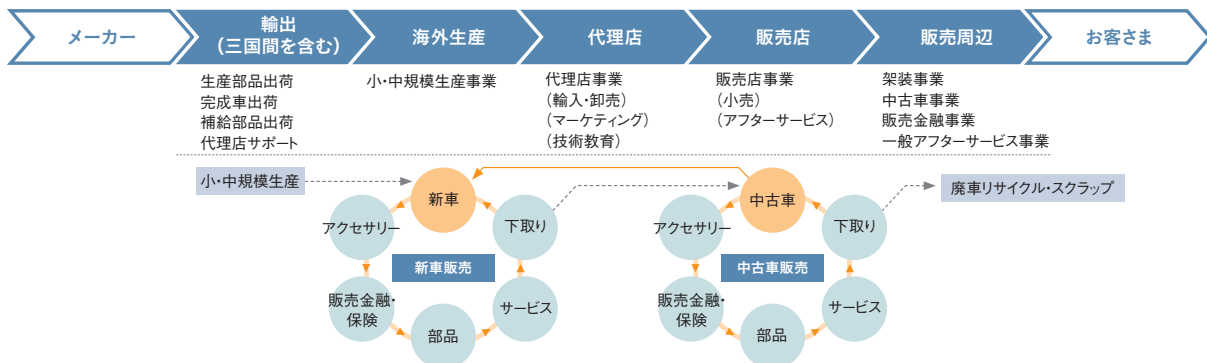 メーカー
輸出
(三国間を含む)
海外生産
代理店
販売店
販売周辺
お客さま
生産部品出荷
完成車出荷
補給部品出荷
代理店サポート
小・中規模生産事業
代理店事業
(輸入・卸売)
(マーケティング)
(技術教育)
販売店事業
(小売)
(アフターサービス)
架装事業
中古車事業
販売金融事業
一般アフターサービス事業
小・中規模生産
新車
アクセサリー
下取り
新車販売
販売金融・
保険
部品
サービス
中古車
アクセサリー
下取り
中古車販売
販売金融・
保険
部品
サービス
廃車リサイクル・スクラップ